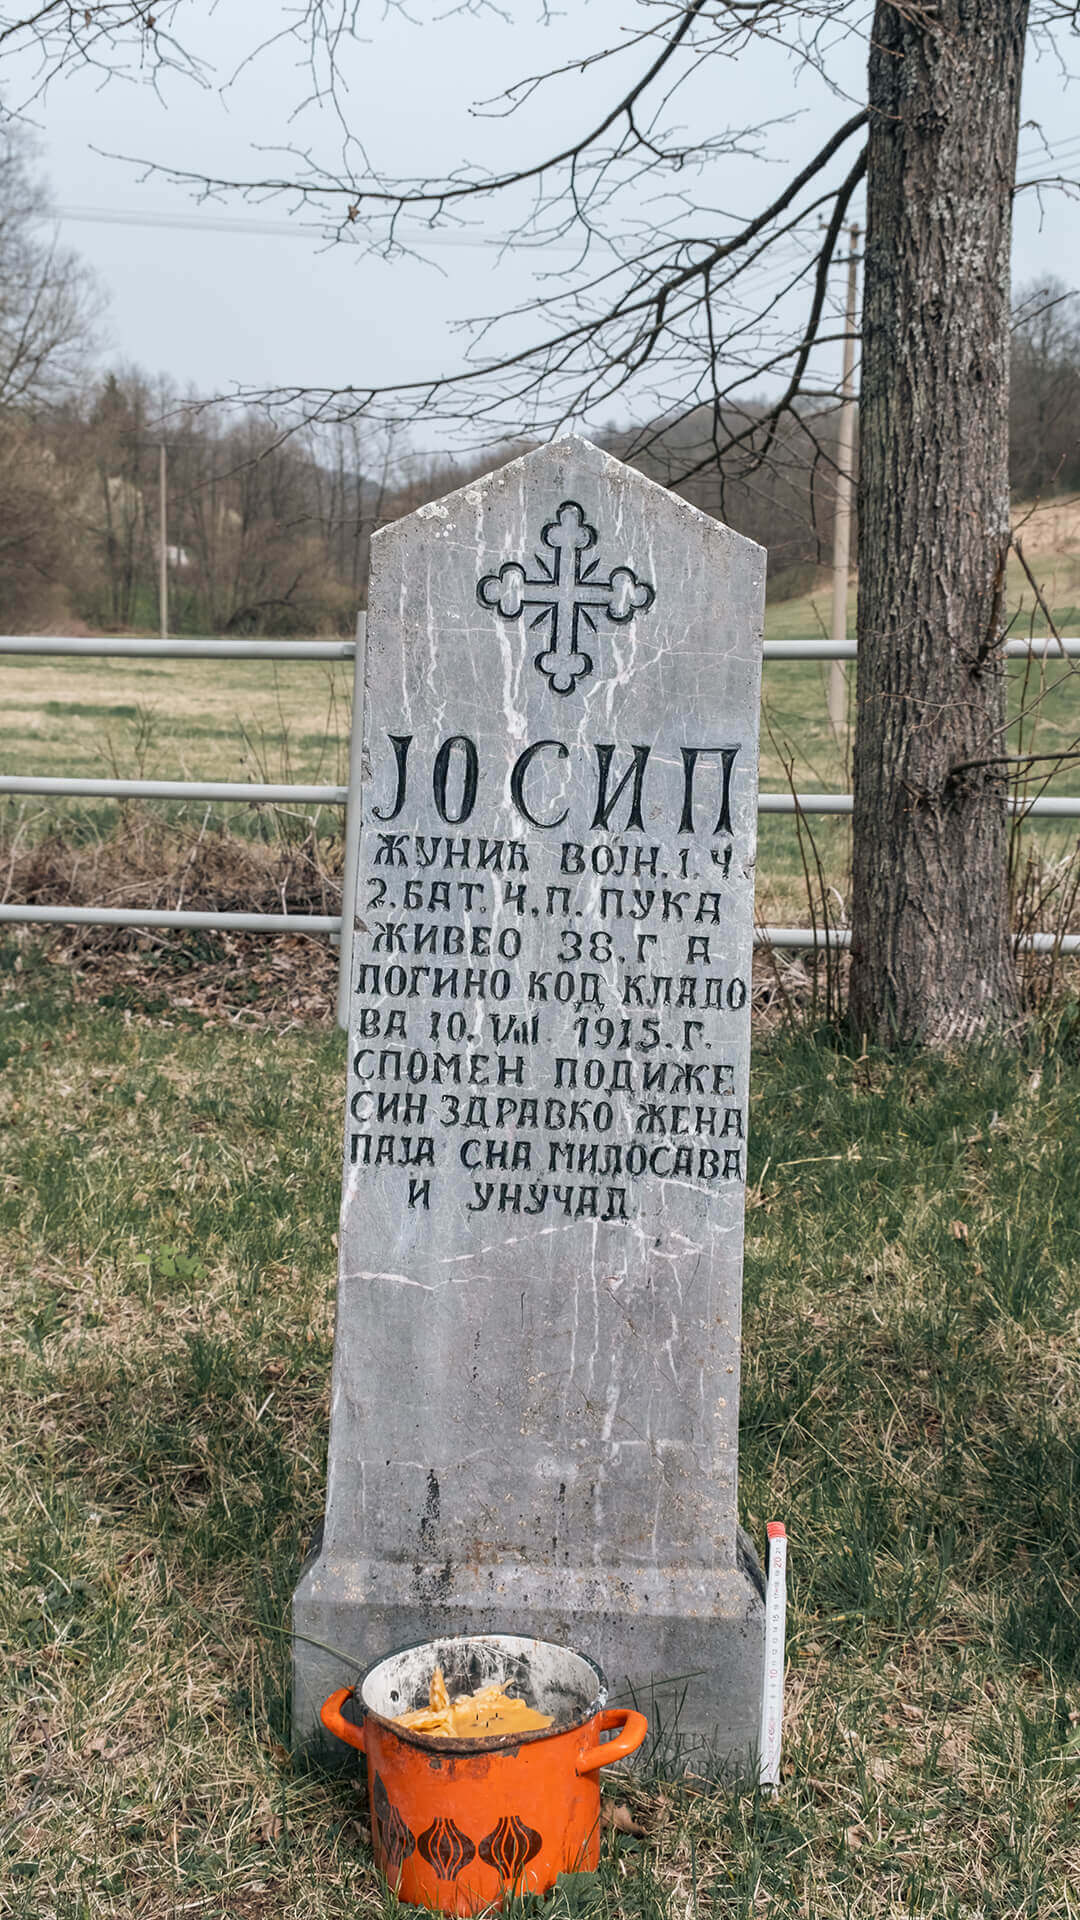 ЈОСИП
ЖУНИЋ ВОЈН. 1. Ч.
2. БАТ. Ч. П. ПУКА
ЖИВЕО 38. Г. А
ПОГИНО КОД КЛАДО
ВА 10. VIII 1915. Г.
СПОМЕН ПОДИЖЕ
СИН ЗДРАВКО ЖЕНА
ПАЈА СНА МИЛОСАВА
И УНУЧАД